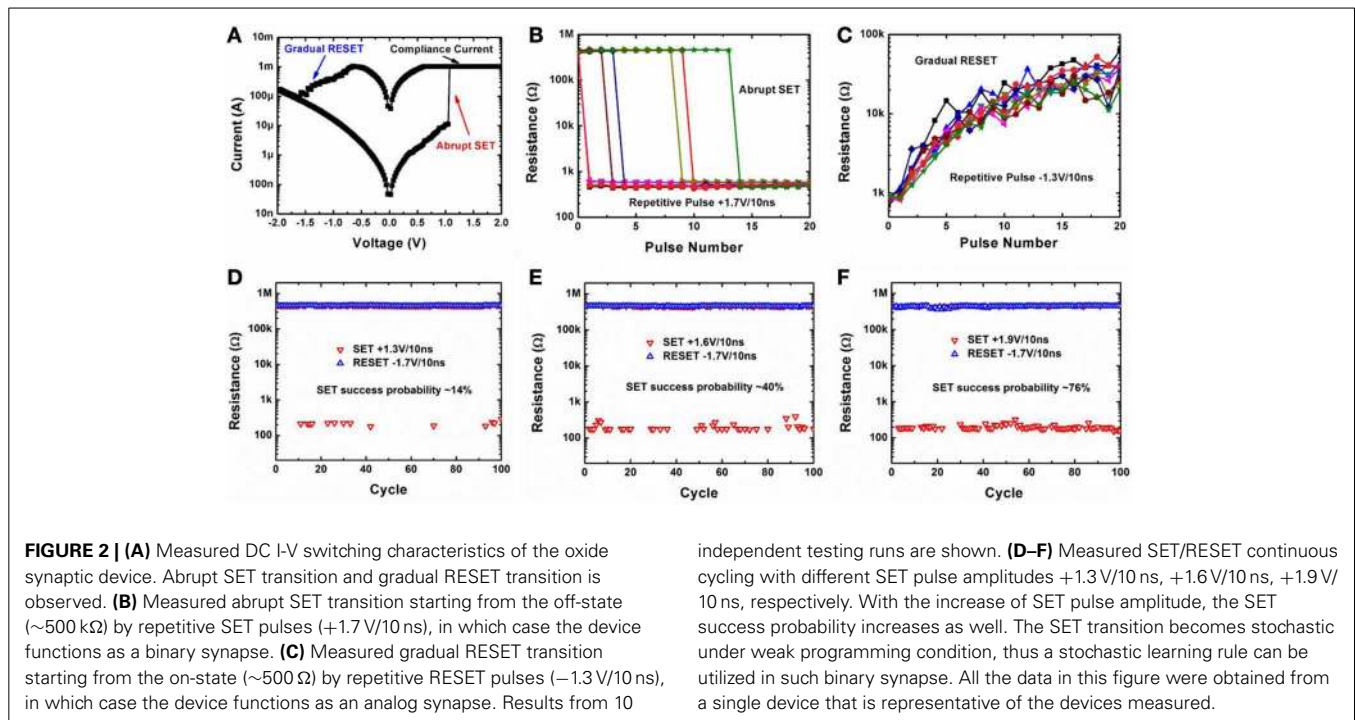 A
Gradual RESET
Compliance Current
Abrupt SET
10m
1m
100µ
10µ
1µ
100n
10n
Current (A)
-2.0 -1.5 -1.0 -0.5 0.0 0.5 1.0 1.5 2.0
Voltage (V)
B
Abrupt SET
Repetitive Pulse +1.7V/10ns
1M
100k
10k
1k
100
Resistance (Ω)
0 5 10 15 20
Pulse Number
C
Gradual RESET
Repetitive Pulse -1.3V/10ns
100k
10k
1k
Resistance (Ω)
0 5 10 15 20
Pulse Number
D
SET +1.3V/10ns
RESET -1.7V/10ns
SET success probability ~14%
1M
100k
10k
1k
100
Resistance (Ω)
0 20 40 60 80 100
Cycle
E
SET +1.6V/10ns
RESET -1.7V/10ns
SET success probability ~40%
1M
100k
10k
1k
100
Resistance (Ω)
0 20 40 60 80 100
Cycle
F
SET +1.9V/10ns
RESET -1.7V/10ns
SET success probability ~76%
1M
100k
10k
1k
100
Resistance (Ω)
0 20 40 60 80 100
Cycle
FIGURE 2 | (A) Measured DC I-V switching characteristics of the oxide
synaptic device. Abrupt SET transition and gradual RESET transition is
observed. (B) Measured abrupt SET transition starting from the off-state
(~500 kΩ) by repetitive SET pulses (+1.7 V/10 ns), in which case the device
functions as a binary synapse. (C) Measured gradual RESET transition
starting from the on-state (~500 Ω) by repetitive RESET pulses (−1.3 V/10 ns),
in which case the device functions as an analog synapse. Results from 10
independent testing runs are shown. (D–F) Measured SET/RESET continuous
cycling with different SET pulse amplitudes +1.3 V/10 ns, +1.6 V/10 ns, +1.9 V/
10 ns, respectively. With the increase of SET pulse amplitude, the SET
success probability increases as well. The SET transition becomes stochastic
under weak programming condition, thus a stochastic learning rule can be
utilized in such binary synapse. All the data in this figure were obtained from
a single device that is representative of the devices measured.